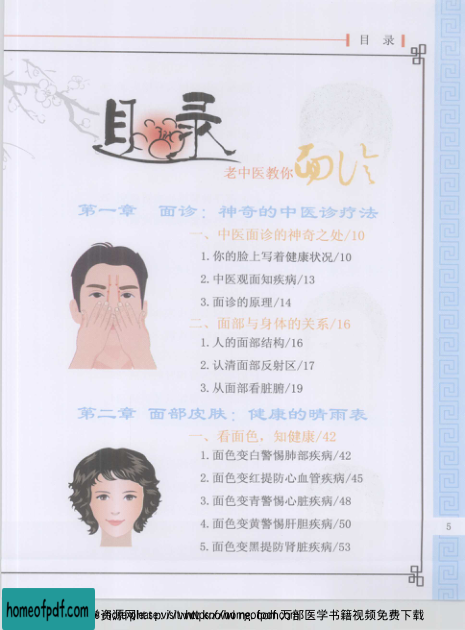 目 录
目录
老中医教你面诊
第一章 面诊：神奇的中医诊疗法
一、中医面诊的神奇之处/10
1. 你的脸上写着健康状况/10
2. 中医观面知疾病/13
3. 面诊的原理/14
二、面部与身体的关系/16
1. 人的面部结构/16
2. 认清面部反射区/17
3. 从面部看脏腑/19
第二章 面部皮肤：健康的晴雨表
一、看面色，知健康/42
1. 面色变白警惕肺部疾病/42
2. 面色变红提防心血管疾病/45
3. 面色变青警惕心脏疾病/48
4. 面色变黄警惕肝胆疾病/50
5. 面色变黑提防肾脏疾病/53
5
homeofpdf.com
万部医学书籍视频免费下载